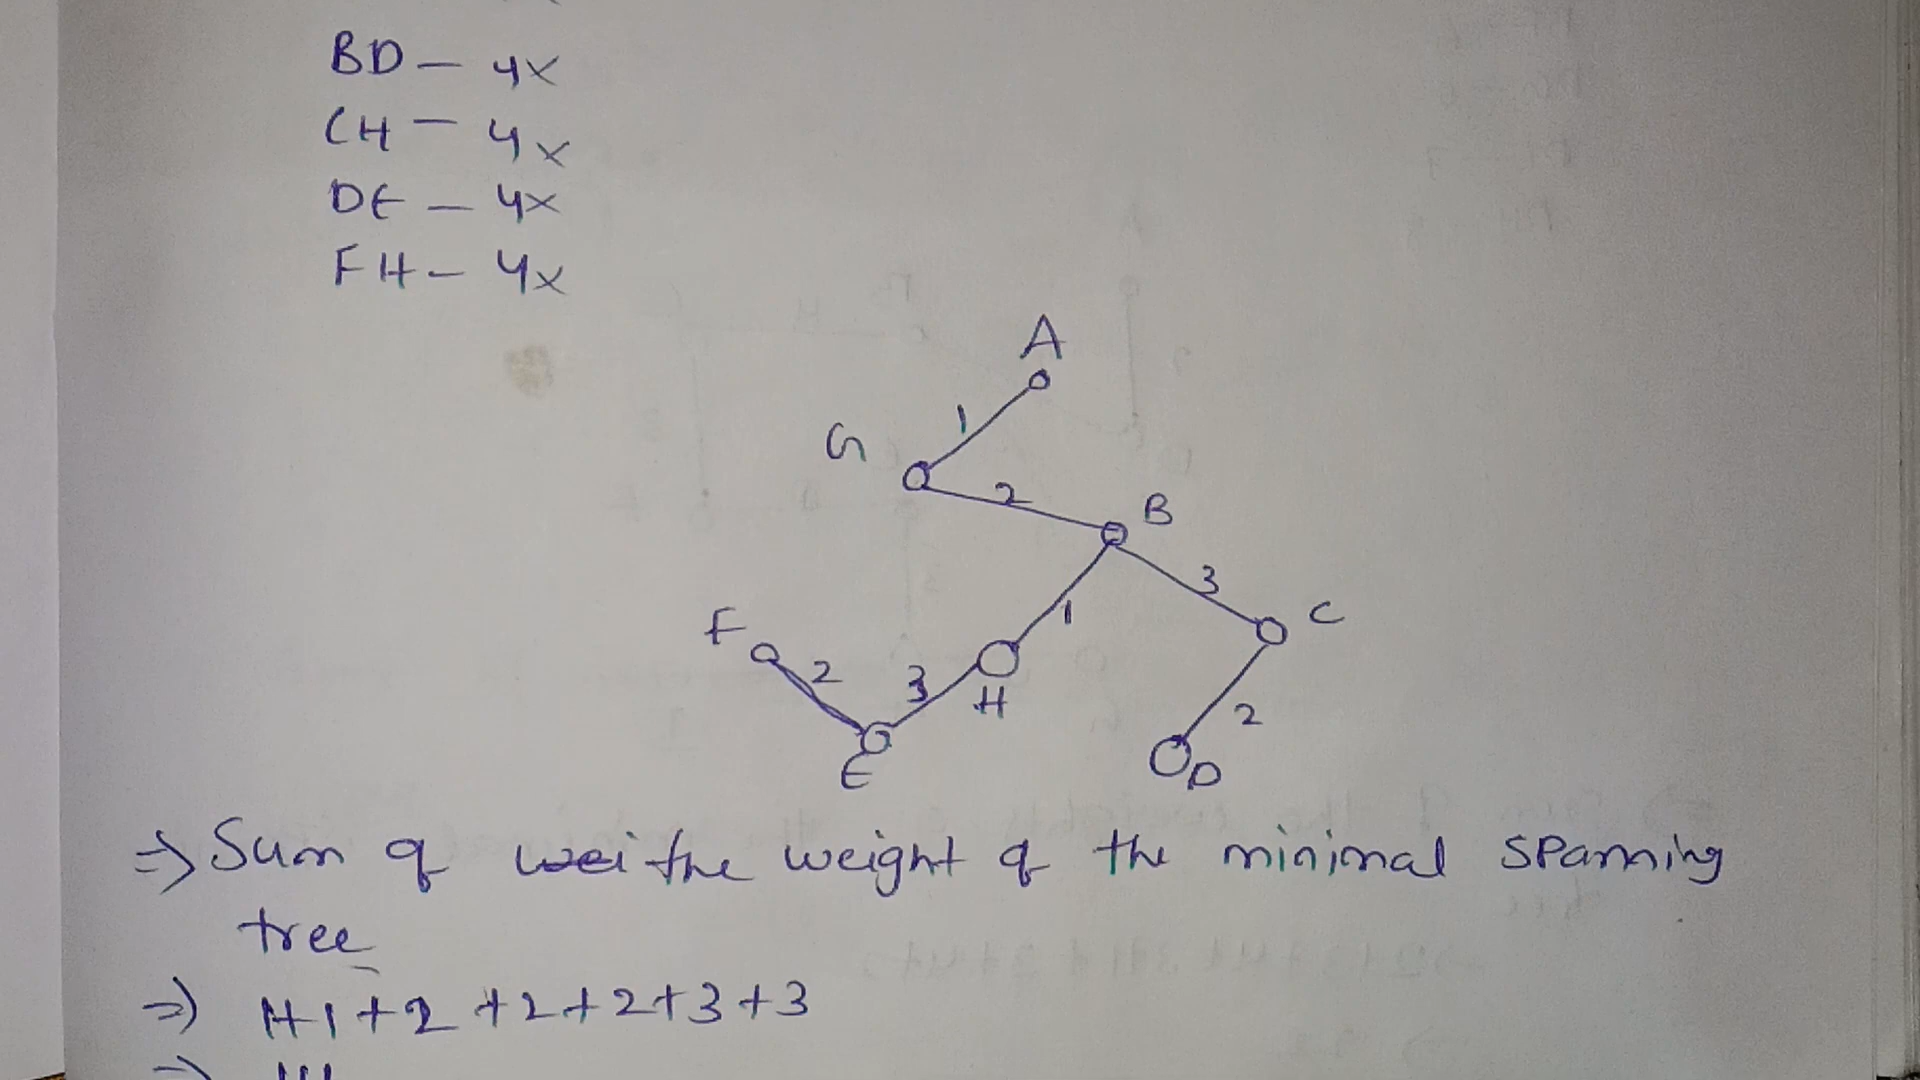 BD - 4x
CH - 4x
DE - 4x
FH - 4x
A
1
G
2
B
3
C
F
1
2
3
H
2
E
D
⇒ Sum of wei the weight of the minimal spanning
tree
⇒ 1+1+2+2+2+3+3
⇒